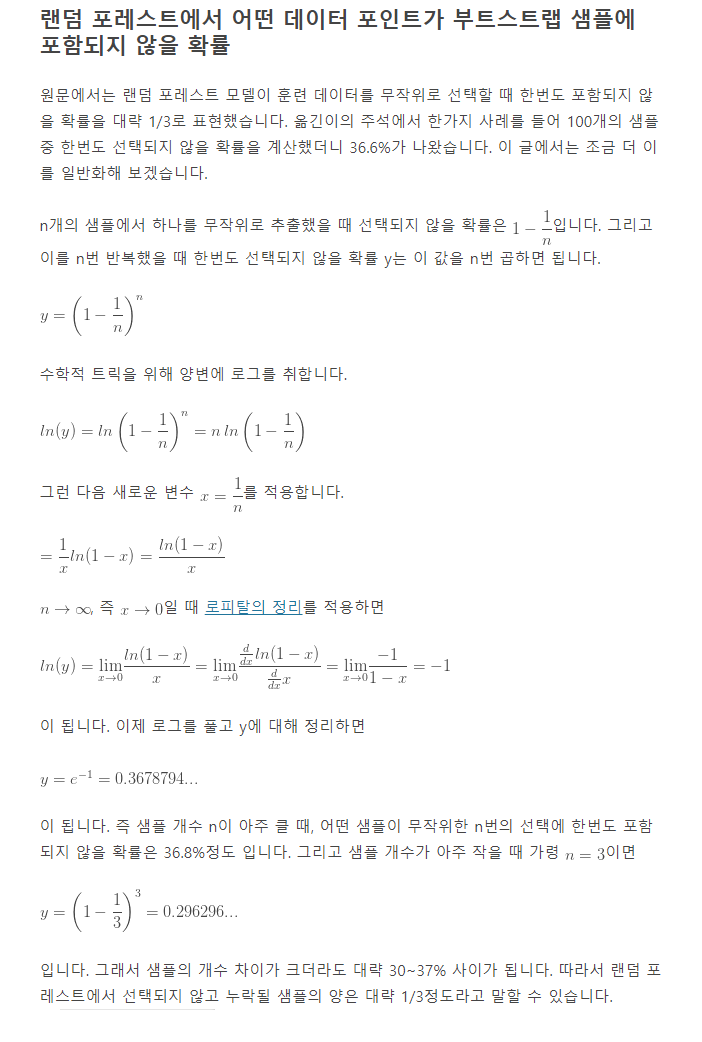 랜덤 포레스트에서 어떤 데이터 포인트가 부트스트랩 샘플에
포함되지 않을 확률
원문에서는 랜덤 포레스트 모델이 훈련 데이터를 무작위로 선택할 때 한번도 포함되지 않
을 확률을 대략 1/3로 표현했습니다. 옮긴이의 주석에서 한가지 사례를 들어 100개의 샘플
중 한번도 선택되지 않을 확률을 계산했더니 36.6%가 나왔습니다. 이 글에서는 조금 더 이
를 일반화해 보겠습니다.
n개의 샘플에서 하나를 무작위로 추출했을 때 선택되지 않을 확률은 $1-\frac{1}{n}$입니다. 그리고
이를 n번 반복했을 때 한번도 선택되지 않을 확률 y는 이 값을 n번 곱하면 됩니다.
$y=\left(1-\frac{1}{n}\right)^n$
수학적 트릭을 위해 양변에 로그를 취합니다.
$ln(y)=ln\left(1-\frac{1}{n}\right)^n=n\,ln\left(1-\frac{1}{n}\right)$
그런 다음 새로운 변수 $x=\frac{1}{n}$를 적용합니다.
$=\frac{1}{x}ln(1-x)=\frac{ln(1-x)}{x}$
$n\to\infty$, 즉 $x\to0$일 때 로피탈의 정리를 적용하면
$ln(y)=\lim_{x\to0}\frac{ln(1-x)}{x}=\lim_{x\to0}\frac{\frac{d}{dx}ln(1-x)}{\frac{d}{dx}x}=\lim_{x\to0}\frac{-1}{1-x}=-1$
이 됩니다. 이제 로그를 풀고 y에 대해 정리하면
$y=e^{-1}=0.3678794...$
이 됩니다. 즉 샘플 개수 n이 아주 클 때, 어떤 샘플이 무작위한 n번의 선택에 한번도 포함
되지 않을 확률은 36.8%정도 입니다. 그리고 샘플 개수가 아주 작을 때 가령 $n=3$이면
$y=\left(1-\frac{1}{3}\right)^3=0.296296...$
입니다. 그래서 샘플의 개수 차이가 크더라도 대략 30~37% 사이가 됩니다. 따라서 랜덤 포
레스트에서 선택되지 않고 누락될 샘플의 양은 대략 1/3정도라고 말할 수 있습니다.